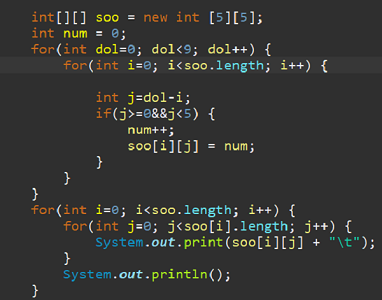 int[][] soo = new int [5][5];
int num = 0;
for(int dol=0; dol<9; dol++) {
for(int i=0; i<soo.length; i++) {
int j=dol-i;
if(j>=0&&j<5) {
num++;
soo[i][j] = num;
}
}
}
for(int i=0; i<soo.length; i++) {
for(int j=0; j<soo[i].length; j++) {
System.out.print(soo[i][j] + "\t");
}
System.out.println();
}